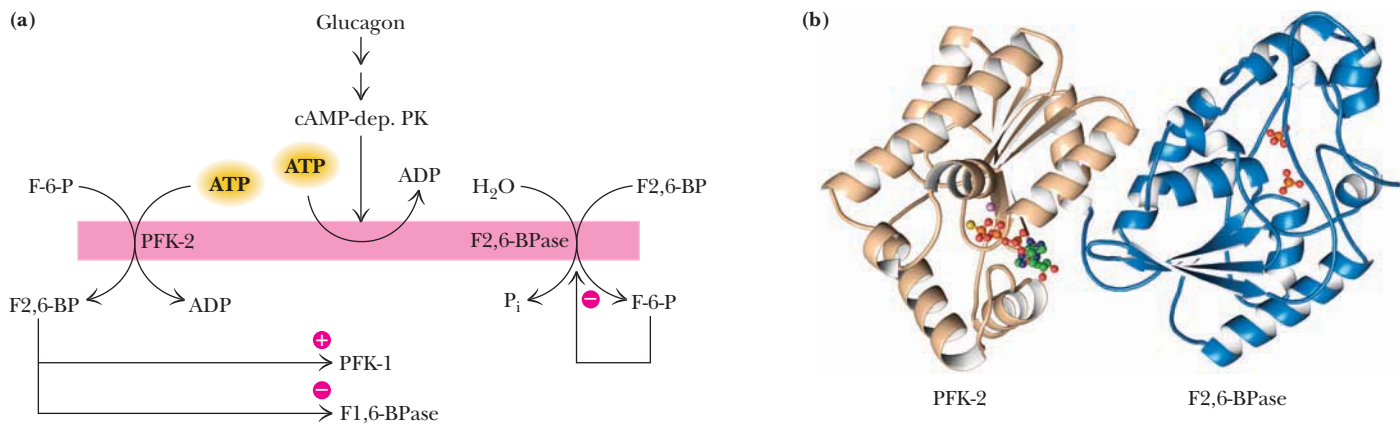 (a)
Glucagon
cAMP-dep. PK
F-6-P
ATP
ATP
ADP
H₂O
F2,6-BP
PFK-2
F2,6-BPase
F2,6-BP
ADP
Pᵢ
−
F-6-P
+
PFK-1
−
F1,6-BPase
(b)
PFK-2
F2,6-BPase